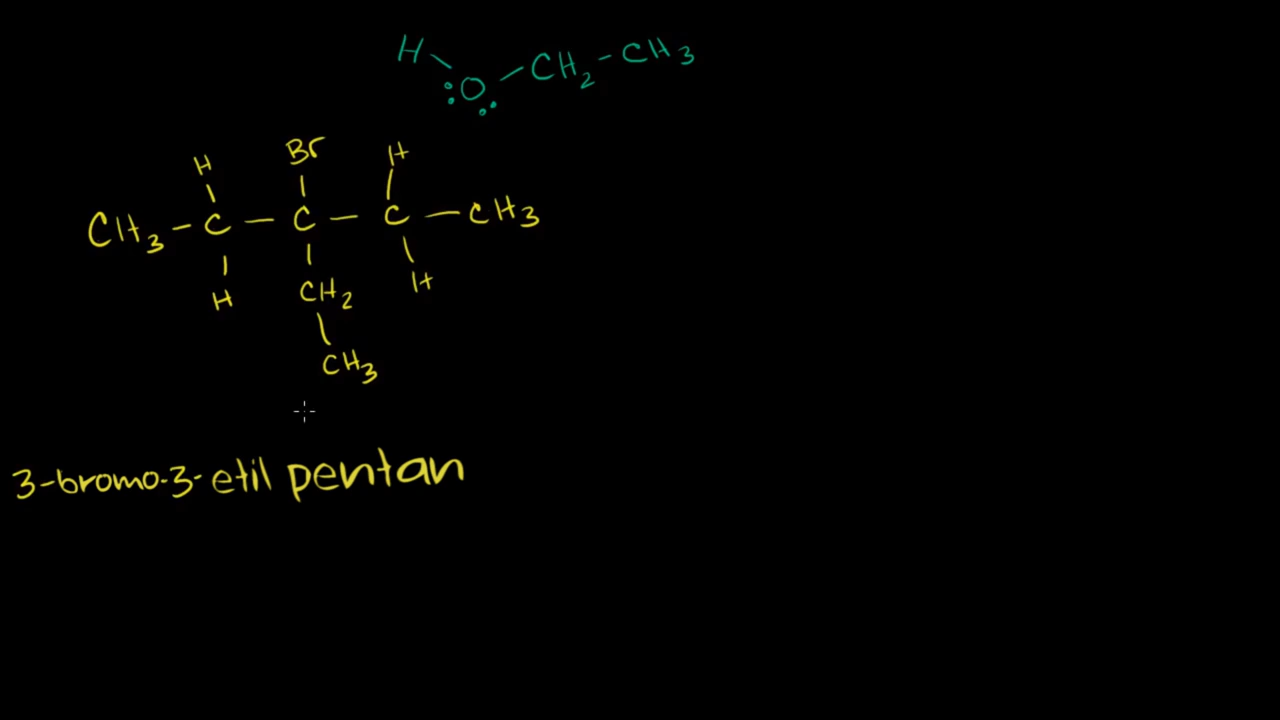 H
:O: – CH2 – CH3
H Br H
CH3 – C – C – C – CH3
H CH2 H
CH3
3-bromo-3-etil pentan